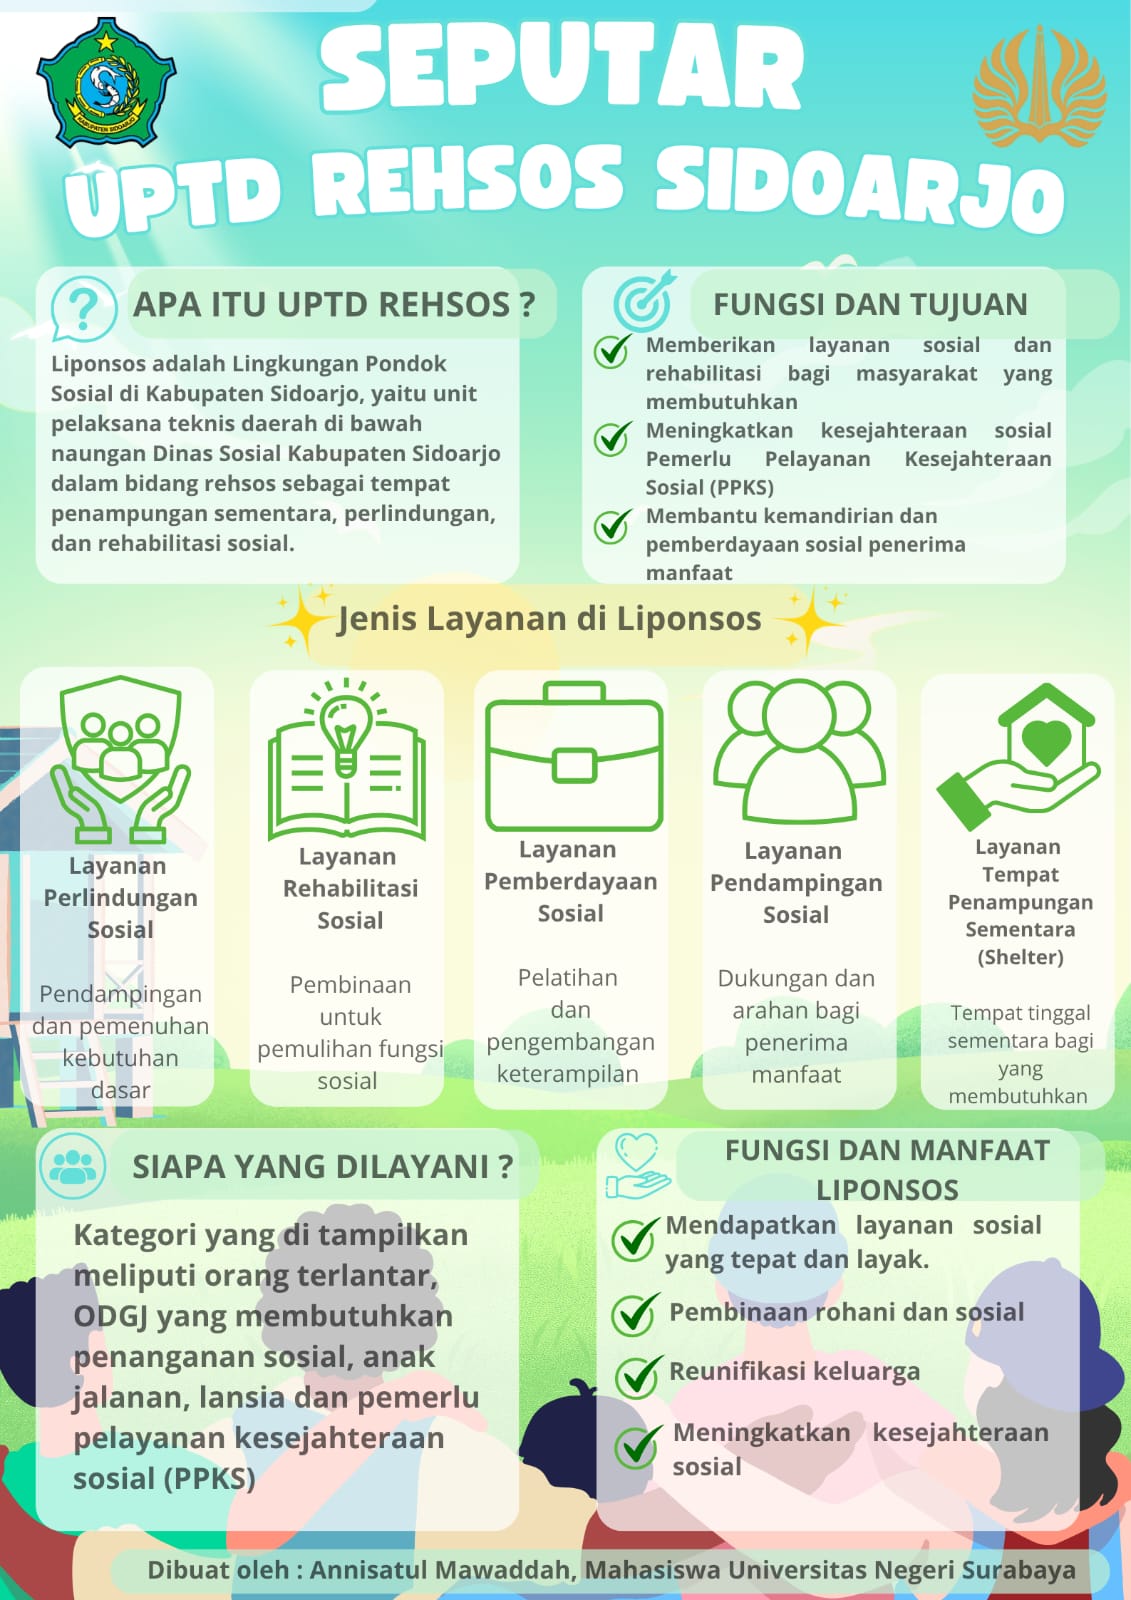 SEPUTAR
UPTD REHSOS SIDOARJO
KABUPATEN SIDOARJO
APA ITU UPTD REHSOS ?
Liponsos adalah Lingkungan Pondok
Sosial di Kabupaten Sidoarjo, yaitu unit
pelaksana teknis daerah di bawah
naungan Dinas Sosial Kabupaten Sidoarjo
dalam bidang rehsos sebagai tempat
penampungan sementara, perlindungan,
dan rehabilitasi sosial.
FUNGSI DAN TUJUAN
Memberikan layanan sosial dan
rehabilitasi bagi masyarakat yang
membutuhkan
Meningkatkan kesejahteraan sosial
Pemerlu Pelayanan Kesejahteraan
Sosial (PPKS)
Membantu kemandirian dan
pemberdayaan sosial penerima
manfaat
Jenis Layanan di Liponsos
Layanan
Perlindungan
Sosial
Pendampingan
dan pemenuhan
kebutuhan
dasar
Layanan
Rehabilitasi
Sosial
Pembinaan
untuk
pemulihan fungsi
sosial
Layanan
Pemberdayaan
Sosial
Pelatihan
dan
pengembangan
keterampilan
Layanan
Pendampingan
Sosial
Dukungan dan
arahan bagi
penerima
manfaat
Layanan
Tempat
Penampungan
Sementara
(Shelter)
Tempat tinggal
sementara bagi
yang
membutuhkan
SIAPA YANG DILAYANI ?
Kategori yang di tampilkan
meliputi orang terlantar,
ODGJ yang membutuhkan
penanganan sosial, anak
jalanan, lansia dan pemerlu
pelayanan kesejahteraan
sosial (PPKS)
FUNGSI DAN MANFAAT
LIPONSOS
Mendapatkan layanan sosial
yang tepat dan layak.
Pembinaan rohani dan sosial
Reunifikasi keluarga
Meningkatkan kesejahteraan
sosial
Dibuat oleh : Annisatul Mawaddah, Mahasiswa Universitas Negeri Surabaya